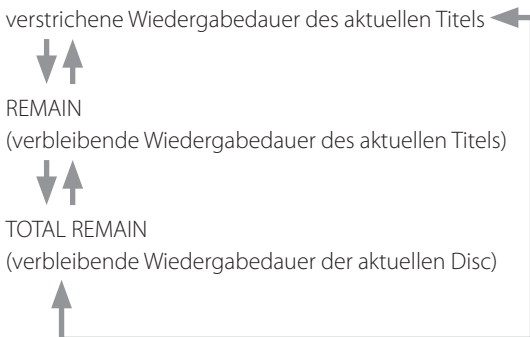 verstrichene Wiedergabedauer des aktuellen Titels
REMAIN
(verbleibende Wiedergabedauer des aktuellen Titels)
TOTAL REMAIN
(verbleibende Wiedergabedauer der aktuellen Disc)